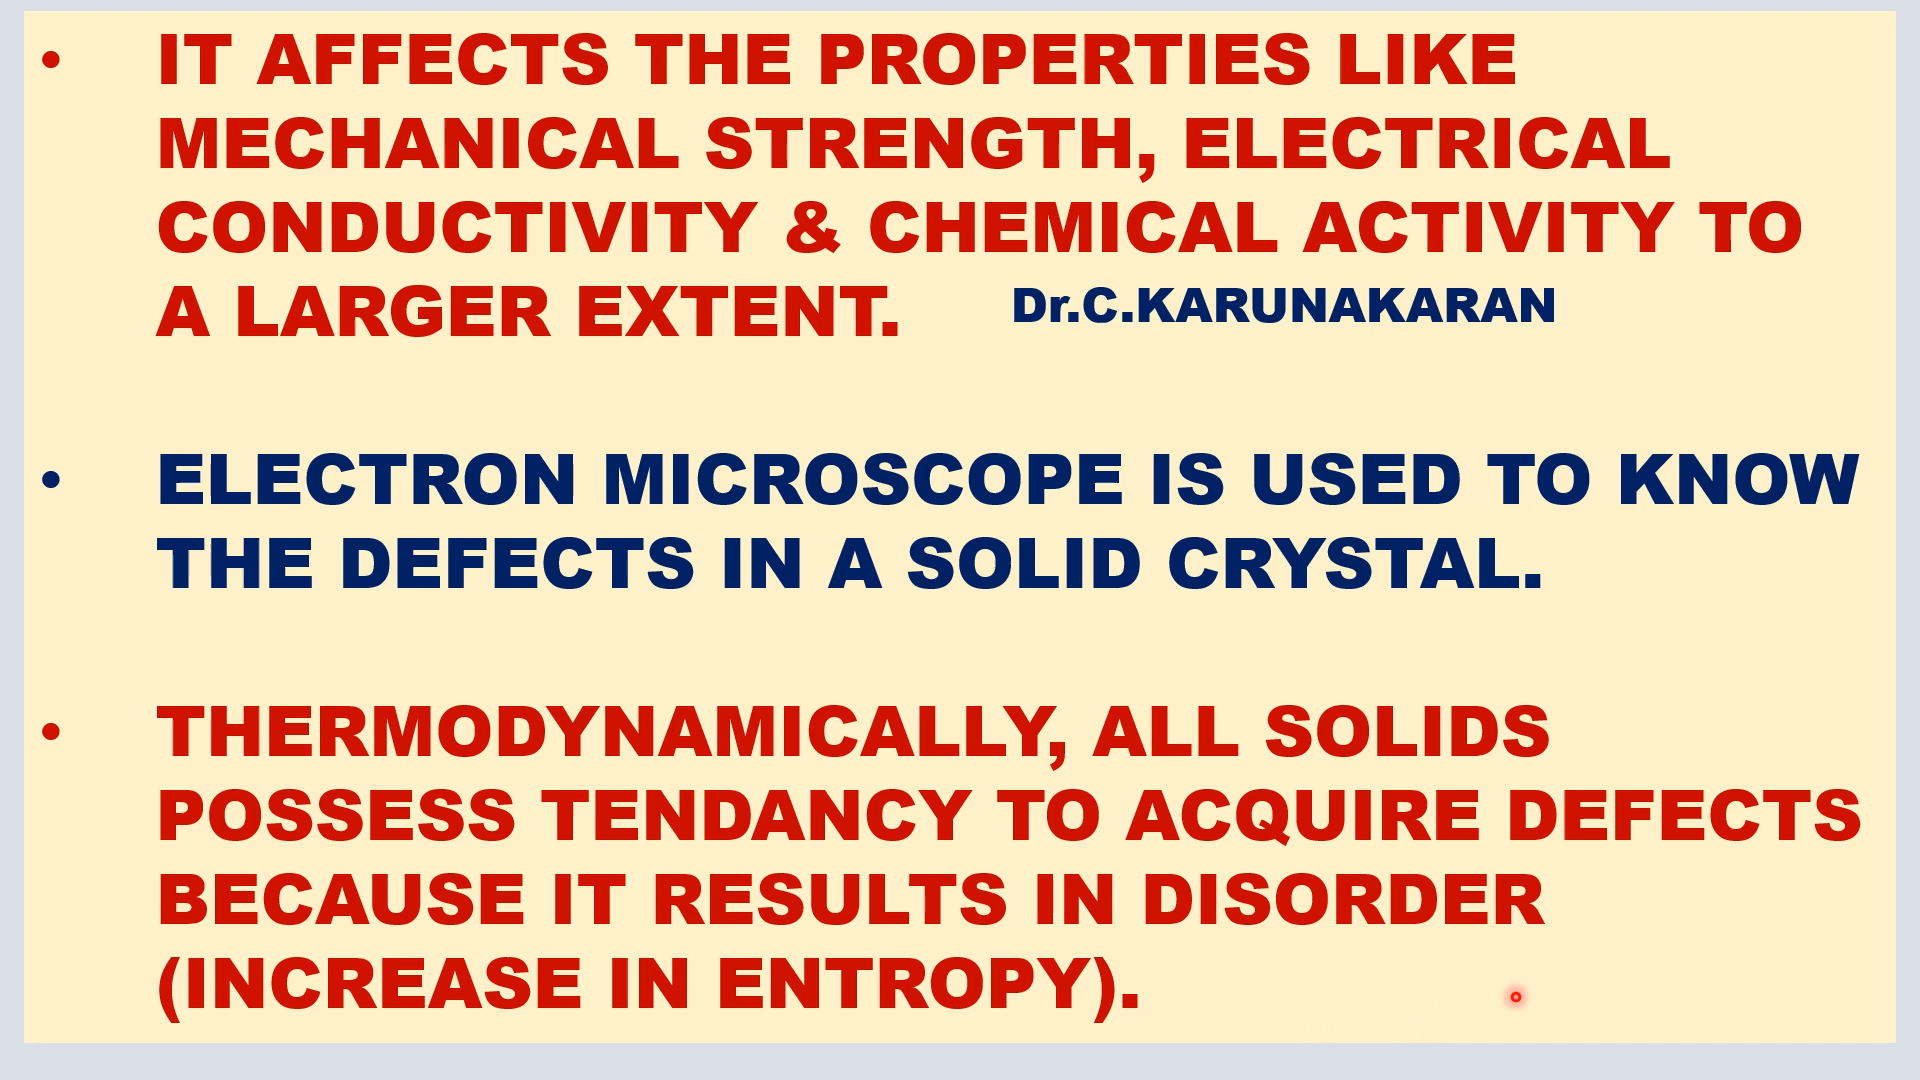 • IT AFFECTS THE PROPERTIES LIKE
MECHANICAL STRENGTH, ELECTRICAL
CONDUCTIVITY & CHEMICAL ACTIVITY TO
A LARGER EXTENT. Dr.C.KARUNAKARAN
• ELECTRON MICROSCOPE IS USED TO KNOW
THE DEFECTS IN A SOLID CRYSTAL.
• THERMODYNAMICALLY, ALL SOLIDS
POSSESS TENDANCY TO ACQUIRE DEFECTS
BECAUSE IT RESULTS IN DISORDER
(INCREASE IN ENTROPY).